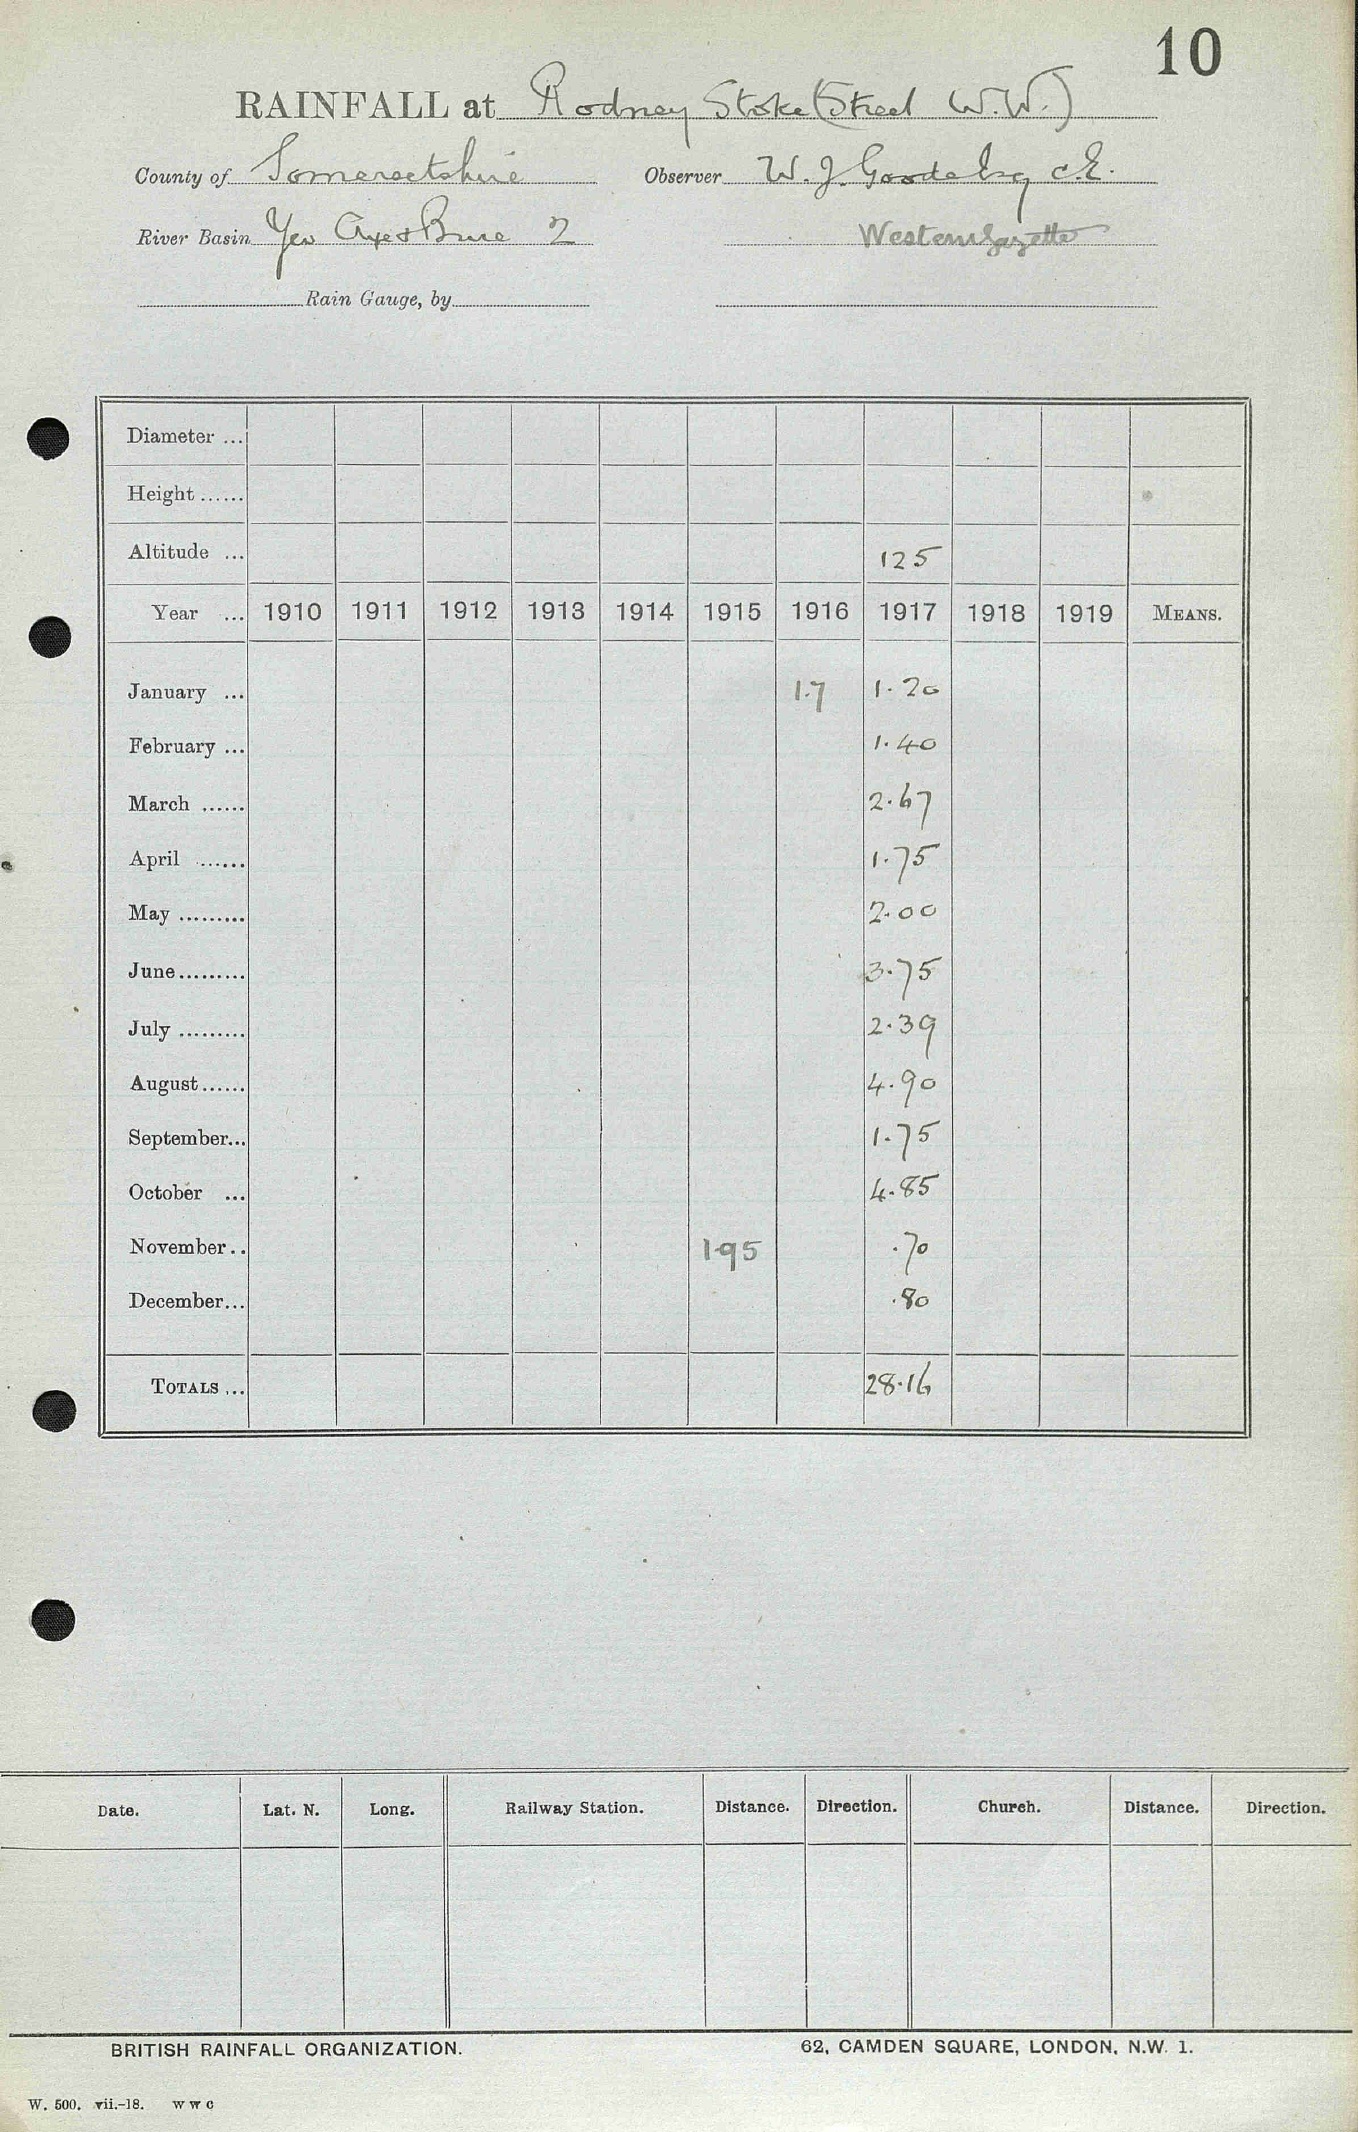 10
RAINFALL at Rodney Stoke (Street W.W.)
County of Somersetshire Observer W. J. C.E.
River Basin Yeo Axe & Brue 2 Western Gazette
Rain Gauge, by
Diameter ...
Height ......
Altitude ... 125
Year ... 1910 1911 1912 1913 1914 1915 1916 1917 1918 1919 MEANS.
January ... 1.7 1.20
February ... 1.40
March ...... 2.67
April ...... 1.75
May ......... 2.00
June ......... 3.75
July ......... 2.39
August ...... 4.90
September... 1.75
October ... 4.85
November .. 1.95 .70
December... .80
TOTALS ... 28.16
Date. Lat. N. Long. Railway Station. Distance. Direction. Church. Distance. Direction.
BRITISH RAINFALL ORGANIZATION. 62, CAMDEN SQUARE, LONDON, N.W. 1.
W. 500. vii.-18. W W C